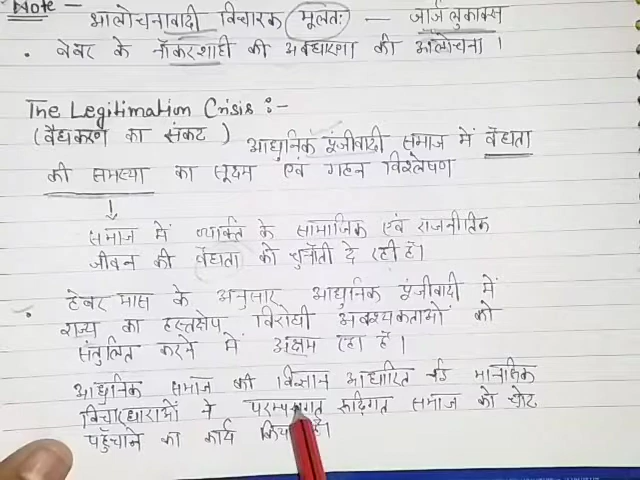 Note -
आलोचनावादी विचारक मूलतः — जॉर्ज लुकाक्स
• वेबर के नौकरशाही की अवधारणा की आलोचना ।
The Legitimation Crisis :-
(वैधकरण का संकट) आधुनिक पूंजीवादी समाज में वैधता
की समस्या का सूक्ष्म एवं गहन विश्लेषण
↓
समाज में व्यक्ति के सामाजिक एवं राजनीतिक
जीवन की वैधता को चुनौती दे रही है।
• हेबर मास के अनुसार आधुनिक पूंजीवादी में
राज्य का हस्तक्षेप विरोधी आवश्यकताओं को
संतुलित करने में अक्षम रहा है ।
आधुनिक समाज की विज्ञान आधारित नई मानसिक
विचारधाराओं ने परम्परागत रूढ़िगत समाज को चोट
पहुँचाने का कार्य किया है।